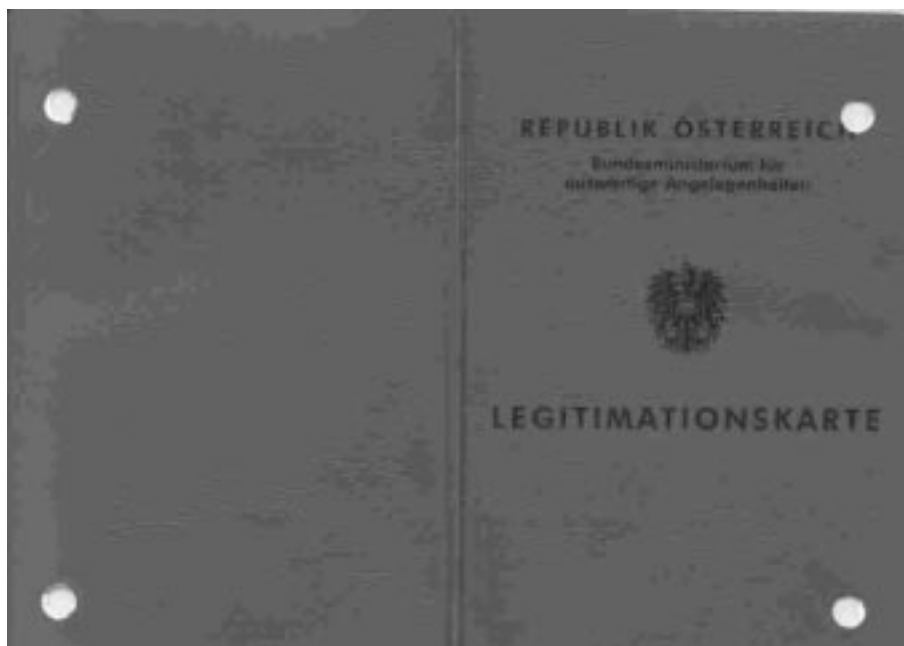 REPUBLIK ÖSTERREICH
Bundesministerium für
auswärtige Angelegenheiten
LEGITIMATIONSKARTE